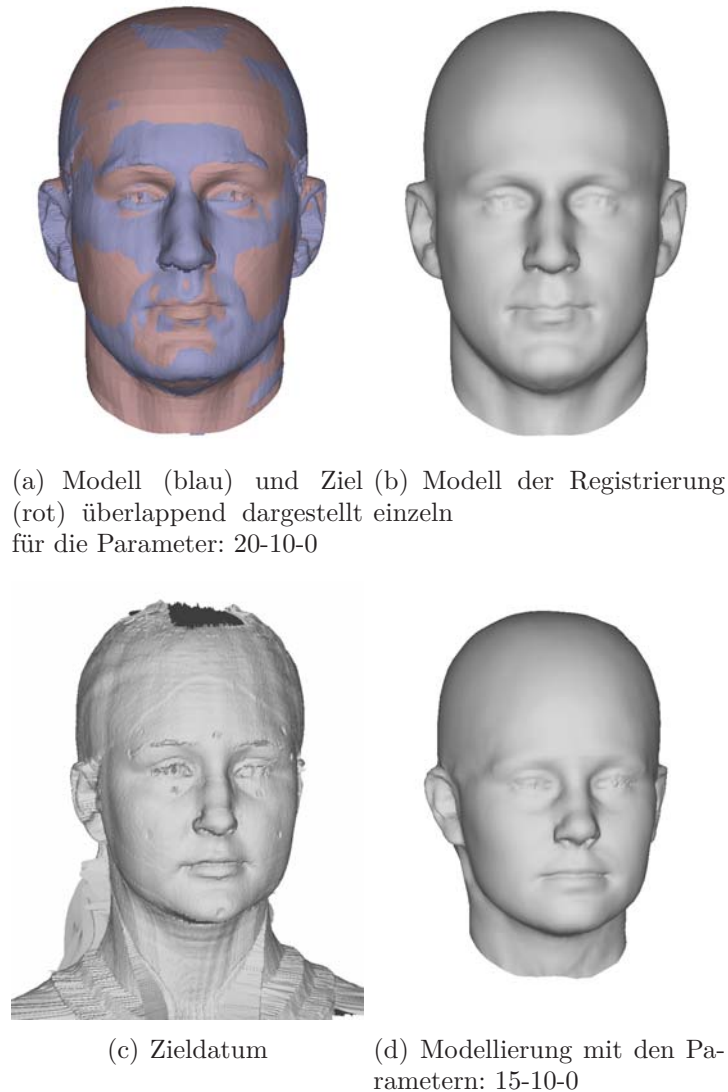 (a) Modell (blau) und Ziel
(rot) überlappend dargestellt
für die Parameter: 20-10-0
(b) Modell der Registrierung
einzeln
(c) Zieldatum
(d) Modellierung mit den Pa-
rametern: 15-10-0